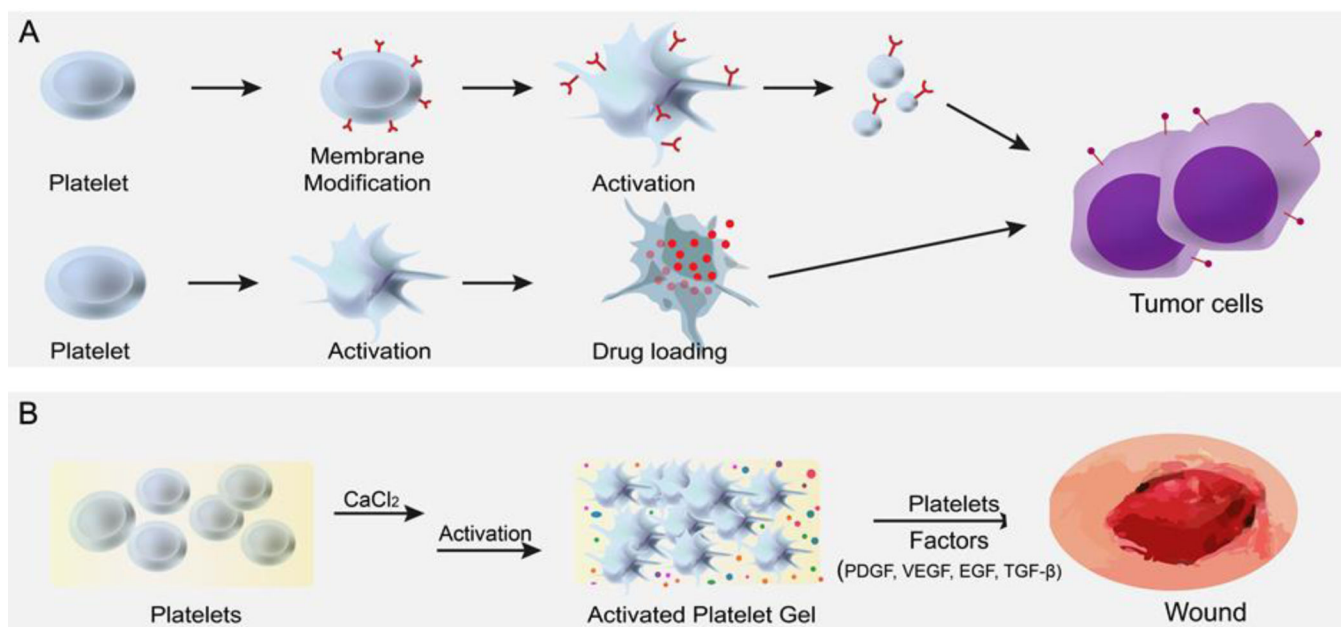 A
Platelet
Membrane
Modification
Activation
Platelet
Activation
Drug loading
Tumor cells
B
CaCl₂
Activation
Platelets
Factors
(PDGF, VEGF, EGF, TGF-β)
Platelets
Activated Platelet Gel
Wound